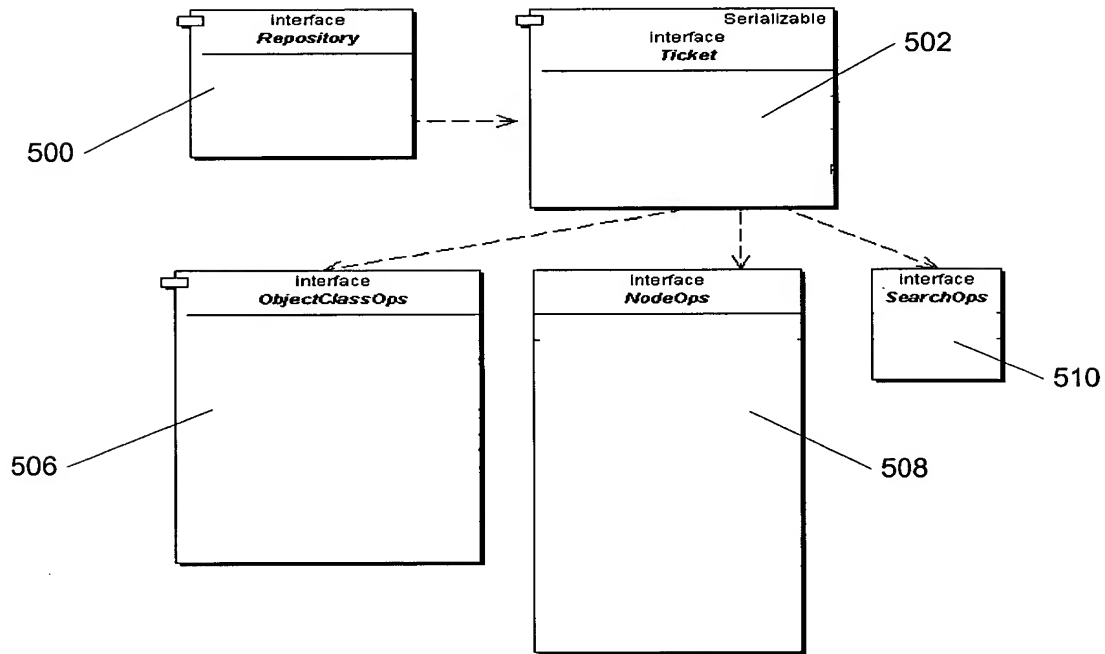 interface
Repository
Serializable
interface
Ticket
502
500
interface
ObjectClassOps
interface
NodeOps
interface
SearchOps
510
506
508